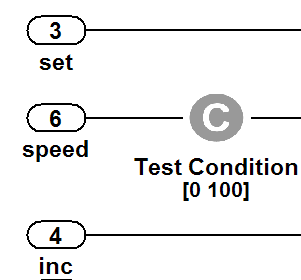 3
set
6
C
speed
Test Condition
[0 100]
4
inc